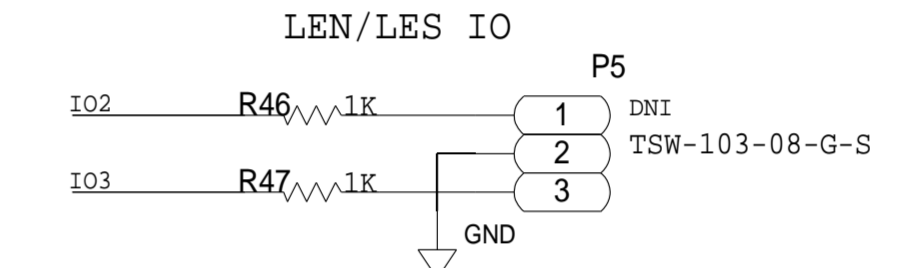 LEN/LES IO
P5
IO2 R46 1K 1 DNI
2 TSW-103-08-G-S
IO3 R47 1K 3
GND